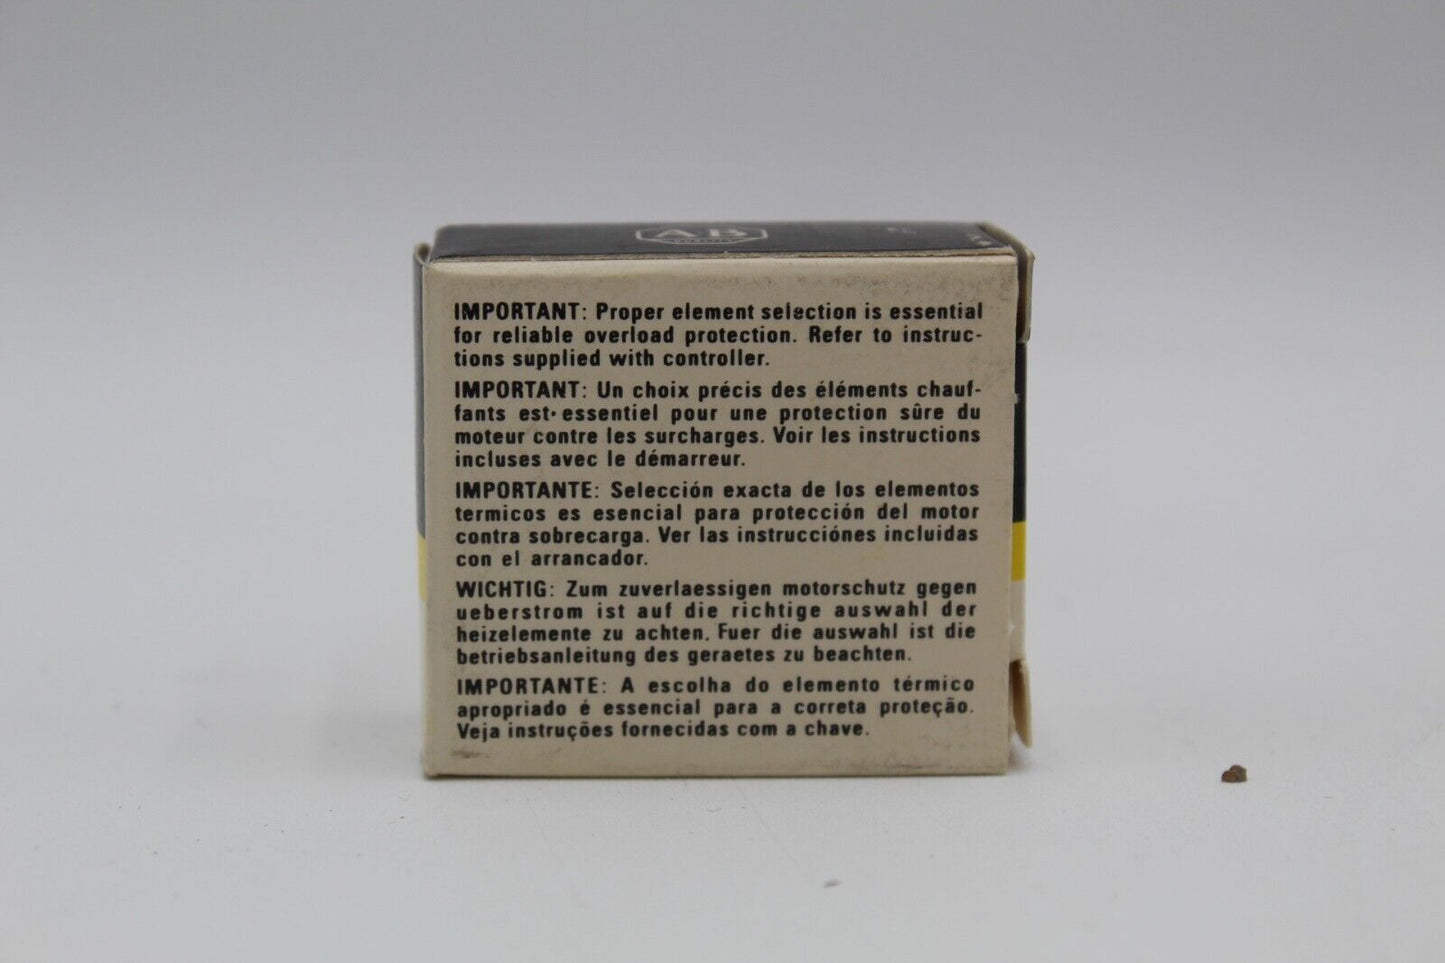 AB
QUALITY
IMPORTANT: Proper element selection is essential
for reliable overload protection. Refer to instruc-
tions supplied with controller.
IMPORTANT: Un choix précis des éléments chauf-
fants est essentiel pour une protection sûre du
moteur contre les surcharges. Voir les instructions
incluses avec le démarreur.
IMPORTANTE: Selección exacta de los elementos
termicos es esencial para protección del motor
contra sobrecarga. Ver las instrucciónes incluidas
con el arrancador.
WICHTIG: Zum zuverlaessigen motorschutz gegen
ueberstrom ist auf die richtige auswahl der
heizelemente zu achten. Fuer die auswahl ist die
betriebsanleitung des geraetes zu beachten.
IMPORTANTE: A escolha do elemento térmico
apropriado é essencial para a correta proteção.
Veja instruções fornecidas com a chave.